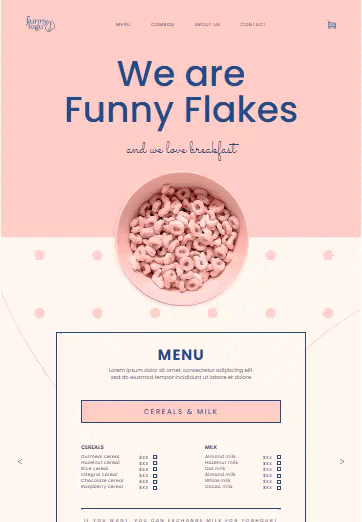 funny
logo
MENU COMBOS ABOUT US CONTACT
We are
Funny Flakes
and we love breakfast
MENU
Lorem ipsum dolor sit amet, consectetur adipiscing elit,
sed do eiusmod tempor incididunt ut labore et dolore
CEREALS & MILK
CEREALS
Oatmeal cereal $XX
Hazelnut cereal $XX
Rice cereal $XX
Integral cereal $XX
Chocolate cereal $XX
Raspberry cereal $XX
MILK
Almond milk $XX
Hazelnut milk $XX
Oat milk $XX
Almond milk $XX
White milk $XX
Cocoa milk $XX
< >
IF YOU WANT, YOU CAN EXCHANGE MILK FOR YOGHOURT